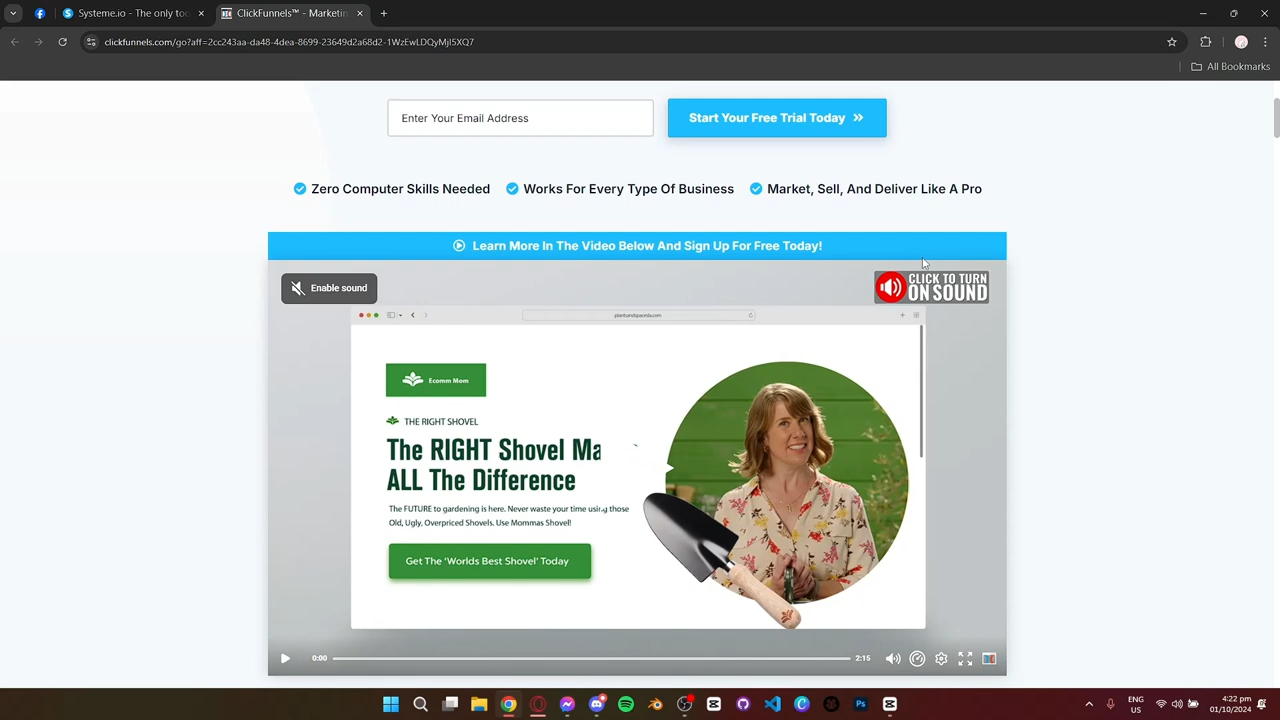 Systeme.io - The only too
ClickFunnels™ - Marketin
clickfunnels.com/go?aff=2cc243aa-da48-4dea-8699-23649d2a68d2-1WzEwLDQyMjI5XQ7
All Bookmarks
Enter Your Email Address
Start Your Free Trial Today
Zero Computer Skills Needed
Works For Every Type Of Business
Market, Sell, And Deliver Like A Pro
Learn More In The Video Below And Sign Up For Free Today!
Enable sound
CLICK TO TURN
ON SOUND
Ecomm Mom
THE RIGHT SHOVEL
The RIGHT Shovel Ma
ALL The Difference
The FUTURE to gardening is here. Never waste your time using those
Old, Ugly, Overpriced Shovels. Use Mommas Shovel!
Get The 'Worlds Best Shovel' Today
0:00
2:15
ENG
US
4:22 pm
01/10/2024